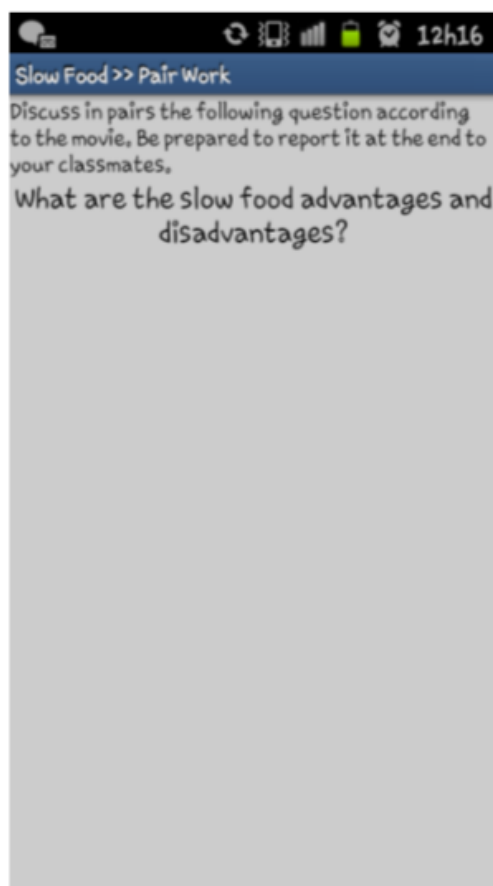 12h16
Slow Food >> Pair Work
Discuss in pairs the following question according
to the movie. Be prepared to report it at the end to
your classmates.
What are the slow food advantages and
disadvantages?